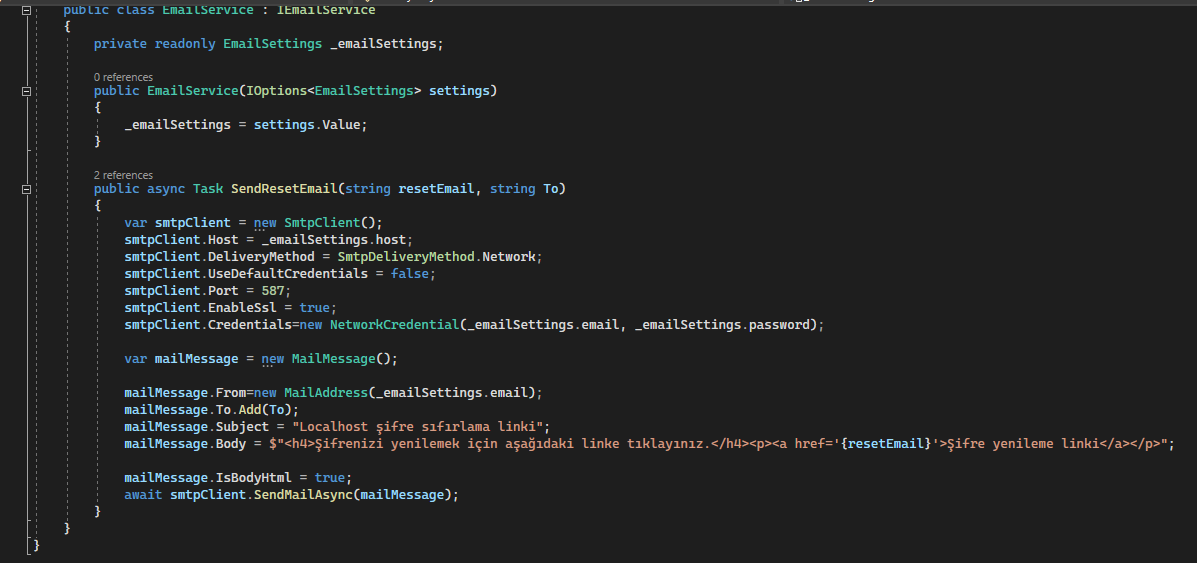 public class EmailService : IEmailService
{
private readonly EmailSettings _emailSettings;
0 references
public EmailService(IOptions<EmailSettings> settings)
{
_emailSettings = settings.Value;
}
2 references
public async Task SendResetEmail(string resetEmail, string To)
{
var smtpClient = new SmtpClient();
smtpClient.Host = _emailSettings.host;
smtpClient.DeliveryMethod = SmtpDeliveryMethod.Network;
smtpClient.UseDefaultCredentials = false;
smtpClient.Port = 587;
smtpClient.EnableSsl = true;
smtpClient.Credentials=new NetworkCredential(_emailSettings.email, _emailSettings.password);
var mailMessage = new MailMessage();
mailMessage.From=new MailAddress(_emailSettings.email);
mailMessage.To.Add(To);
mailMessage.Subject = "Localhost şifre sıfırlama linki";
mailMessage.Body = $"<h4>Şifrenizi yenilemek için aşağıdaki linke tıklayınız.</h4><p><a href='{resetEmail}'>Şifre yenileme linki</a></p>";
mailMessage.IsBodyHtml = true;
await smtpClient.SendMailAsync(mailMessage);
}
}
}